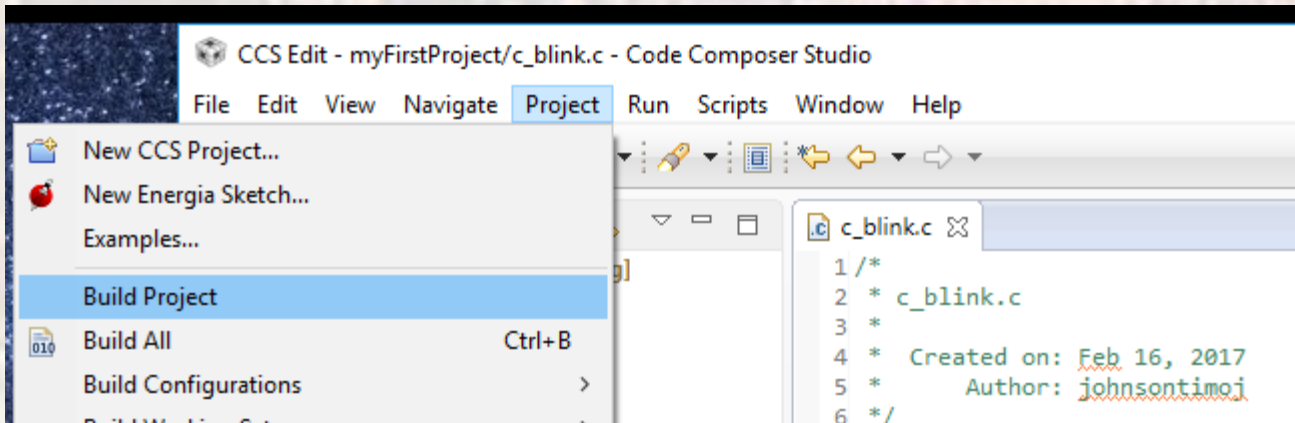 CCS Edit - myFirstProject/c_blink.c - Code Composer Studio
File Edit View Navigate Project Run Scripts Window Help
New CCS Project...
New Energia Sketch...
Examples...
Build Project
010 Build All Ctrl+B
Build Configurations >
.c c_blink.c
g]
1 /*
2 * c_blink.c
3 *
4 * Created on: Feb 16, 2017
5 * Author: johnsontimoj
6 */